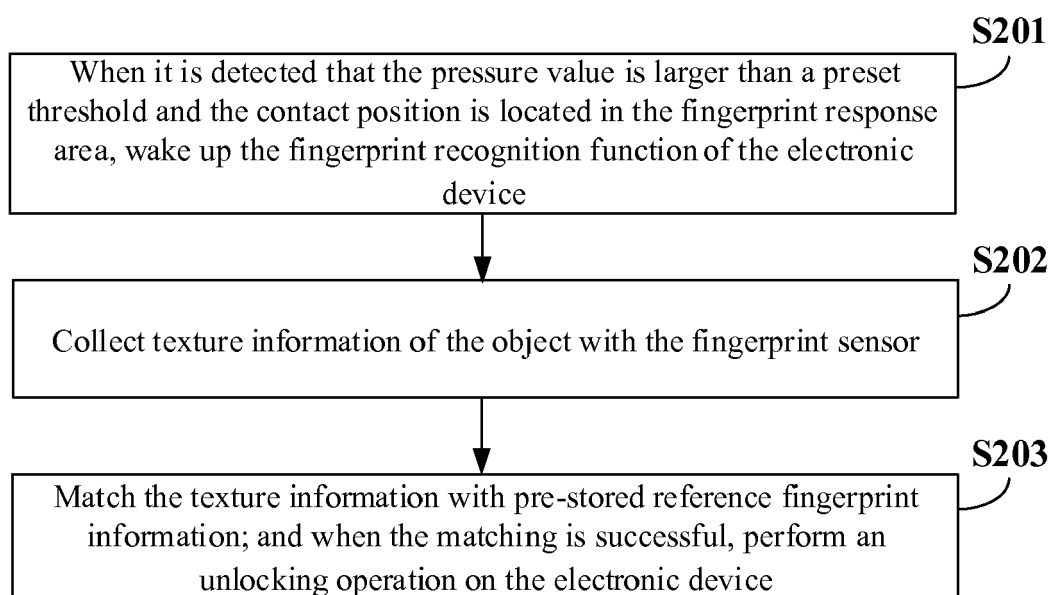 S201
When it is detected that the pressure value is larger than a preset
threshold and the contact position is located in the fingerprint response
area, wake up the fingerprint recognition function of the electronic
device
S202
Collect texture information of the object with the fingerprint sensor
S203
Match the texture information with pre-stored reference fingerprint
information; and when the matching is successful, perform an
unlocking operation on the electronic device